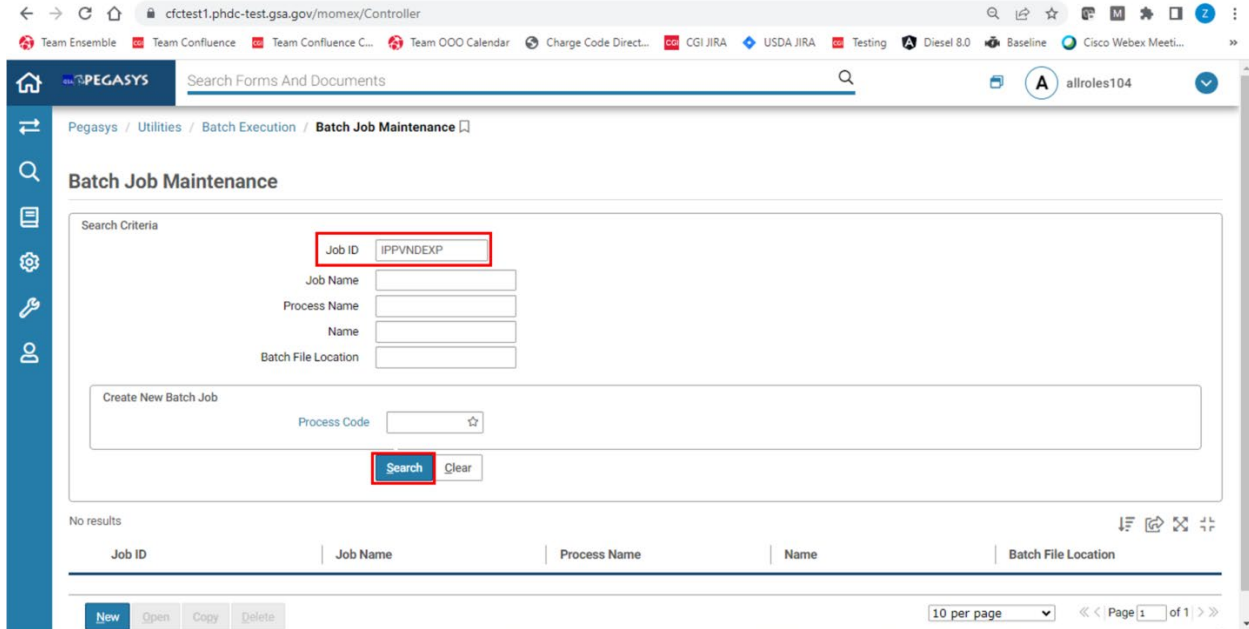 cfctest1.phdc-test.gsa.gov/momex/Controller
Team Ensemble Team Confluence Team Confluence C... Team OOO Calendar Charge Code Direct... CGI JIRA USDA JIRA Testing Diesel 8.0 Baseline Cisco Webex Meeti... »
PEGASYS Search Forms And Documents A allroles104
Pegasys / Utilities / Batch Execution / Batch Job Maintenance
Batch Job Maintenance
Search Criteria
Job ID IPPVNDEXP
Job Name
Process Name
Name
Batch File Location
Create New Batch Job
Process Code
Search Clear
No results
Job ID Job Name Process Name Name Batch File Location
New Open Copy Delete 10 per page Page 1 of 1